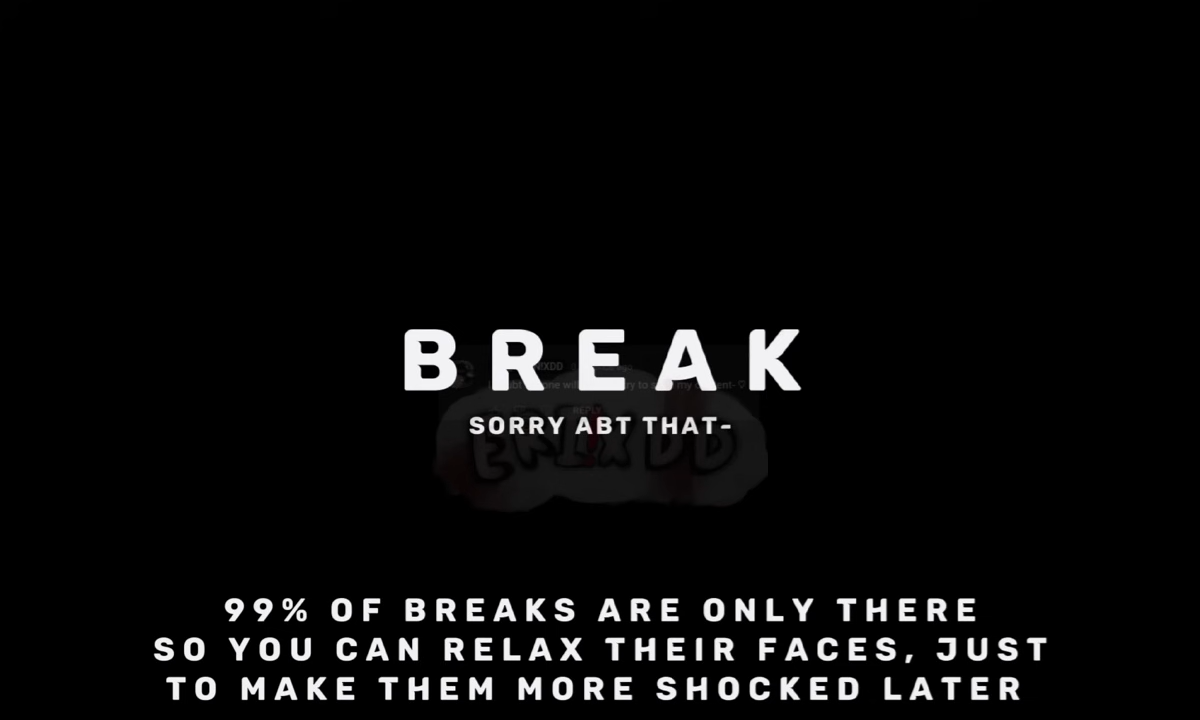 BREAK
SORRY ABT THAT-
ERIXDD
99% OF BREAKS ARE ONLY THERE
SO YOU CAN RELAX THEIR FACES, JUST
TO MAKE THEM MORE SHOCKED LATER